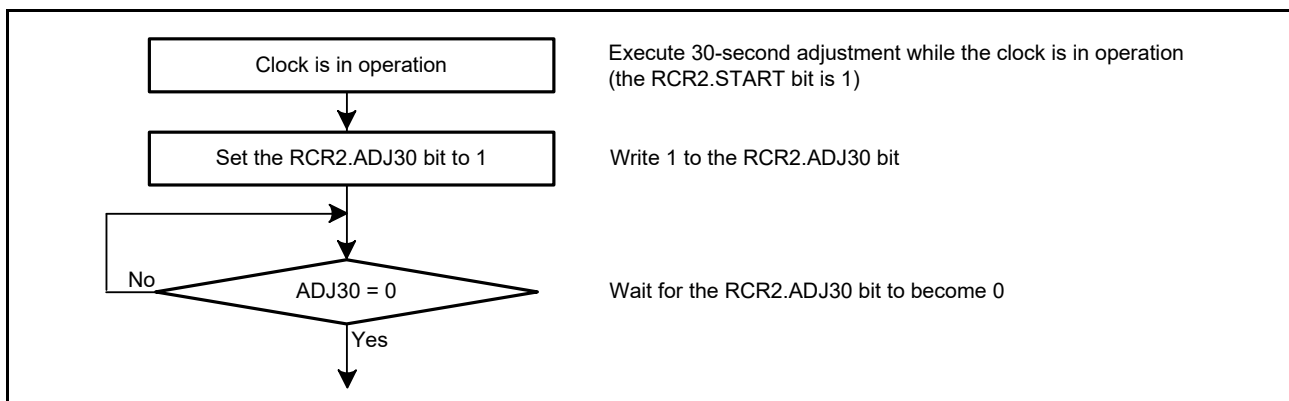 Clock is in operation
Execute 30-second adjustment while the clock is in operation
(the RCR2.START bit is 1)
Set the RCR2.ADJ30 bit to 1
Write 1 to the RCR2.ADJ30 bit
No
ADJ30 = 0
Wait for the RCR2.ADJ30 bit to become 0
Yes